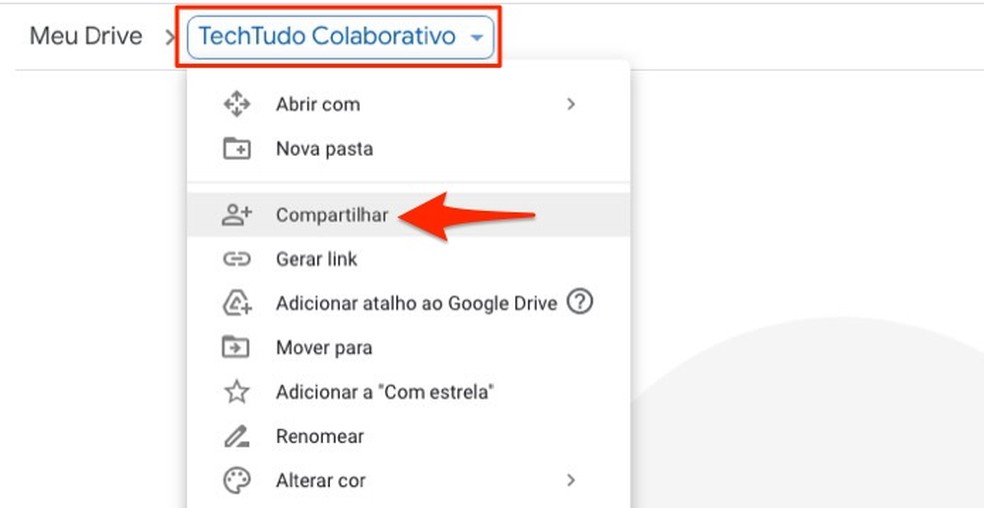 Meu Drive > TechTudo Colaborativo
Abrir com
Nova pasta
Compartilhar
Gerar link
Adicionar atalho ao Google Drive ?
Mover para
Adicionar a "Com estrela"
Renomear
Alterar cor